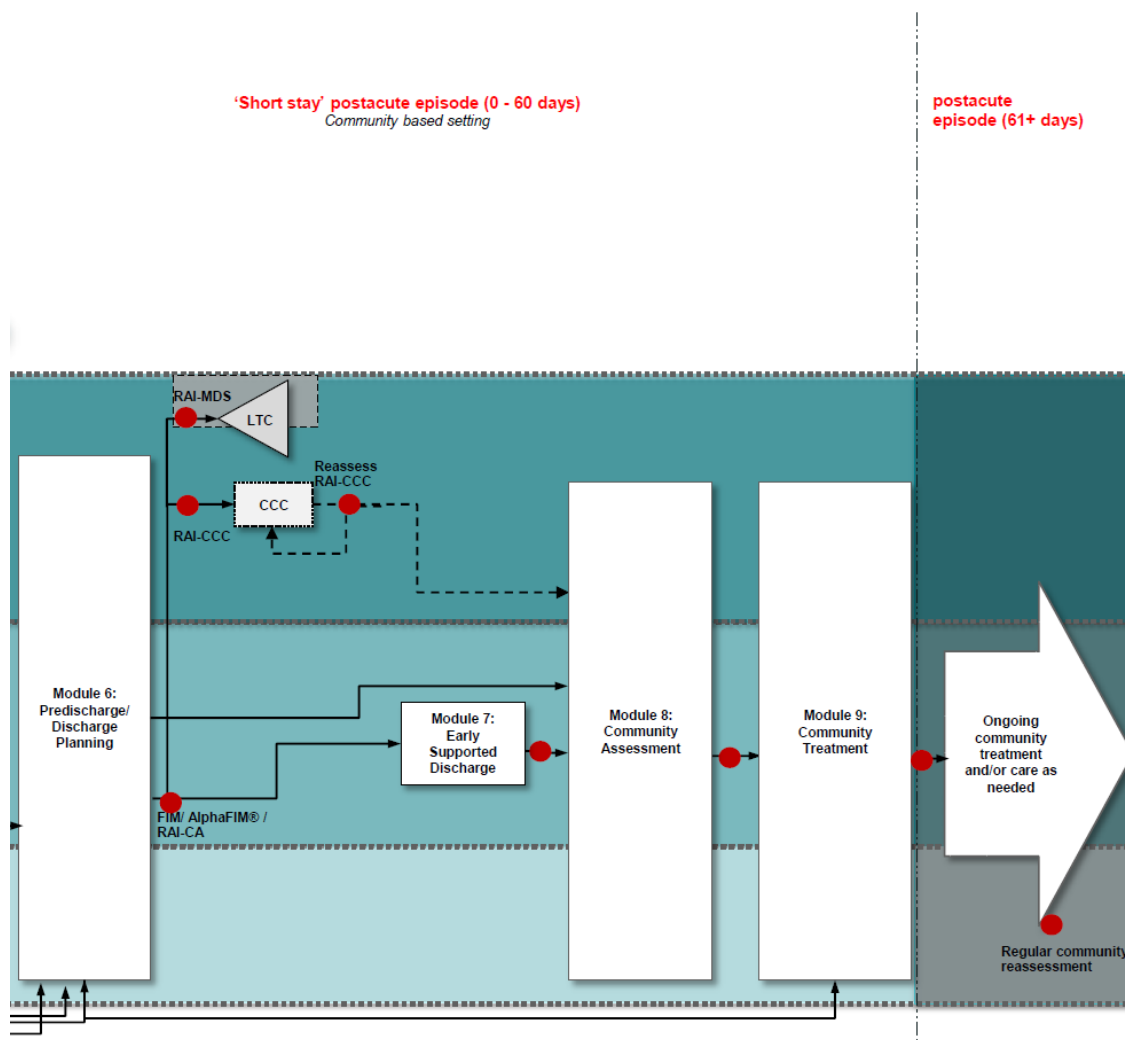 ‘Short stay’ postacute episode (0 - 60 days)
Community based setting
postacute
episode (61+ days)
RAI-MDS
LTC
Reassess
RAI-CCC
CCC
RAI-CCC
Module 6:
Predischarge/
Discharge
Planning
Module 7:
Early
Supported
Discharge
Module 8:
Community
Assessment
Module 9:
Community
Treatment
Ongoing
community
treatment
and/or care as
needed
FIM/ AlphaFIM® /
RAI-CA
Regular community
reassessment